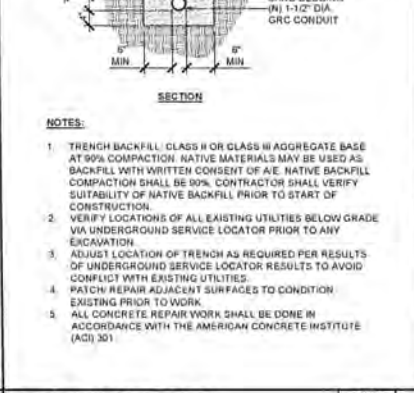 (N) 1-1/2" DIA.
GRC CONDUIT
6" 6"
MIN MIN
SECTION
NOTES:
1. TRENCH BACKFILL: CLASS II OR CLASS III AGGREGATE BASE
AT 90% COMPACTION. NATIVE MATERIALS MAY BE USED AS
BACKFILL WITH WRITTEN CONSENT OF A/E. NATIVE BACKFILL
COMPACTION SHALL BE 90%, CONTRACTOR SHALL VERIFY
SUITABILITY OF NATIVE BACKFILL PRIOR TO START OF
CONSTRUCTION.
2. VERIFY LOCATIONS OF ALL EXISTING UTILITIES BELOW GRADE
VIA UNDERGROUND SERVICE LOCATOR PRIOR TO ANY
EXCAVATION.
3. ADJUST LOCATION OF TRENCH AS REQUIRED PER RESULTS
OF UNDERGROUND SERVICE LOCATOR RESULTS TO AVOID
CONFLICT WITH EXISTING UTILITIES.
4. PATCH/ REPAIR ADJACENT SURFACES TO CONDITION
EXISTING PRIOR TO WORK.
5. ALL CONCRETE REPAIR WORK SHALL BE DONE IN
ACCORDANCE WITH THE AMERICAN CONCRETE INSTITUTE
(ACI) 301.